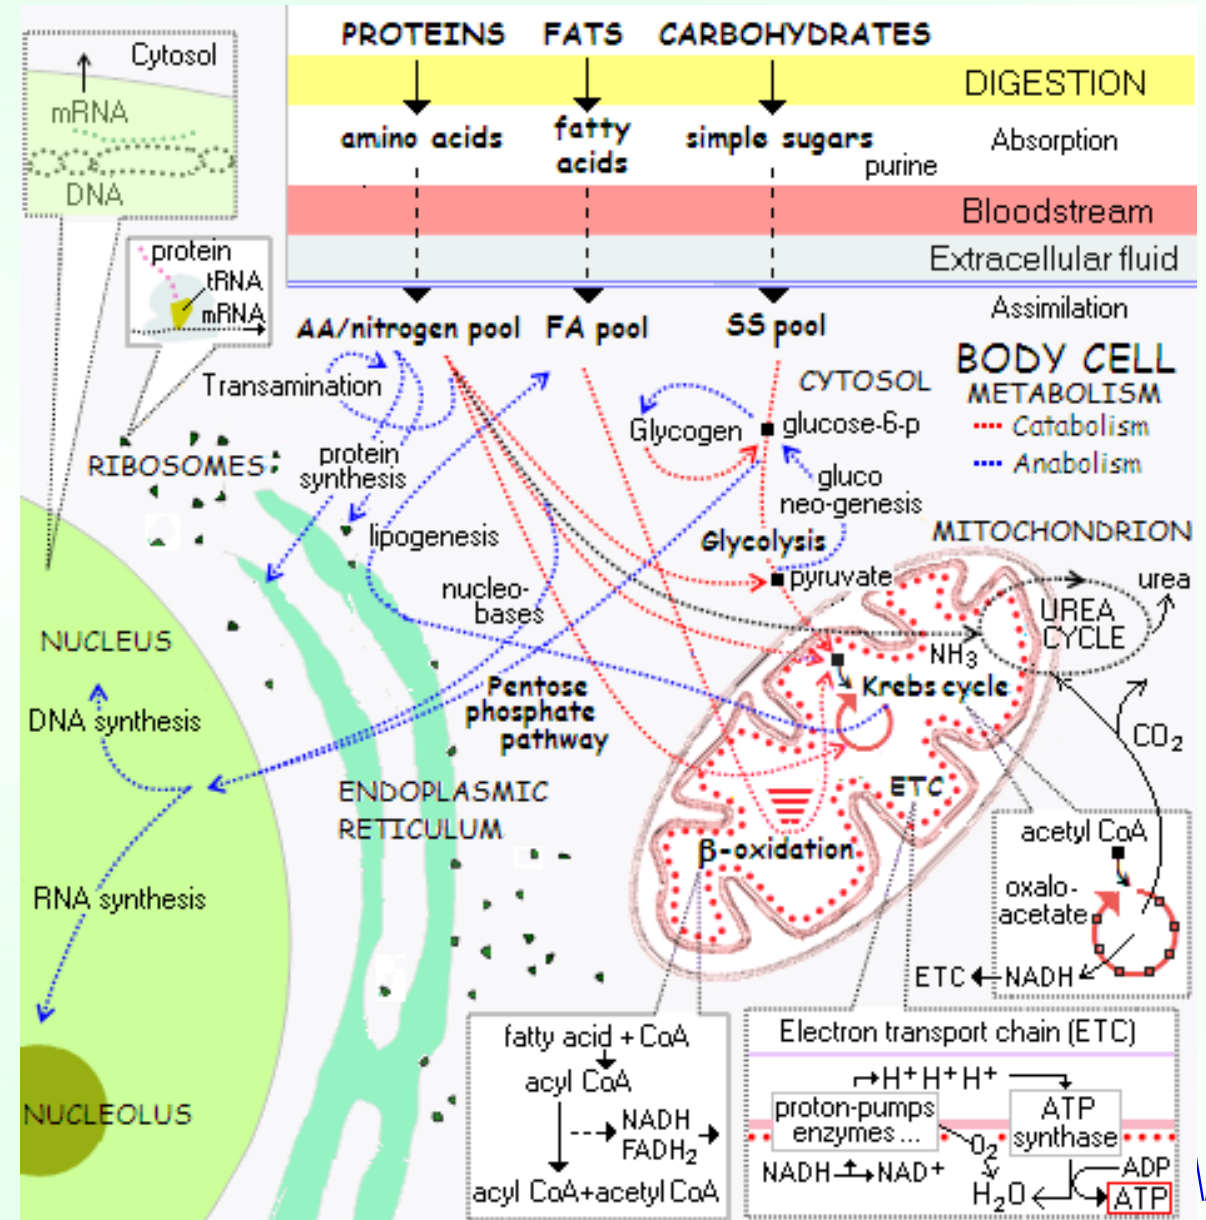 PROTEINS FATS CARBOHYDRATES
DIGESTION
amino acids
fatty
acids
simple sugars
purine
Absorption
Bloodstream
Extracellular fluid
Cytosol
mRNA
DNA
protein
tRNA
mRNA
AA/nitrogen pool
FA pool
SS pool
Assimilation
BODY CELL
METABOLISM
Catabolism
Anabolism
Transamination
CYTOSOL
Glycogen
glucose-6-p
RIBOSOMES
protein
synthesis
gluco
neo-genesis
lipogenesis
Glycolysis
MITOCHONDRION
pyruvate
urea
nucleo-
bases
UREA
CYCLE
NH3
NUCLEUS
Krebs cycle
Pentose
phosphate
pathway
DNA synthesis
CO2
ENDOPLASMIC
RETICULUM
ETC
β-oxidation
acetyl CoA
oxalo-
acetate
ETC NADH
RNA synthesis
NUCLEOLUS
fatty acid + CoA
acyl CoA
NADH
FADH2
acyl CoA+acetyl CoA
Electron transport chain (ETC)
H+ H+ H+
proton-pumps
enzymes ...
ATP
synthase
O2
NADH NAD+
H2O
ADP
ATP